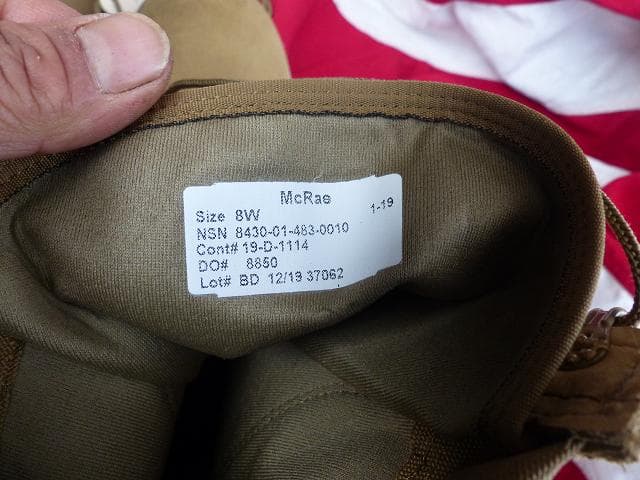 McRae
1-19
Size 8W
NSN 8430-01-483-0010
Cont# 19-D-1114
DO# 8850
Lot# BD 12/19 37062